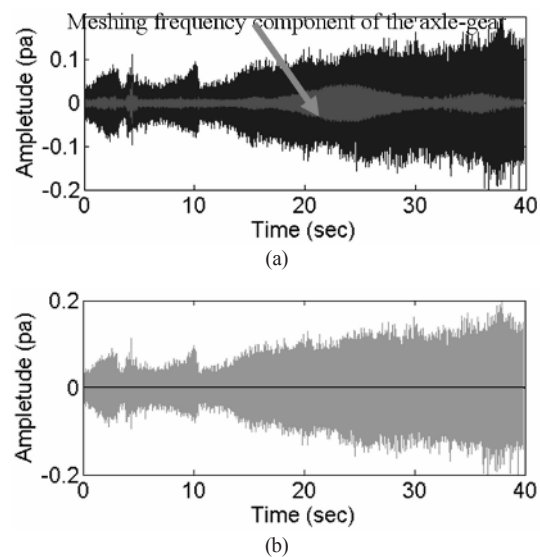 Meshing frequency component of the axle-gear
Ampletude (pa)
0.1
0
-0.1
-0.2
0 10 20 30 40
Time (sec)
(a)
Ampletude (pa)
0.2
0
-0.2
0 10 20 30 40
Time (sec)
(b)